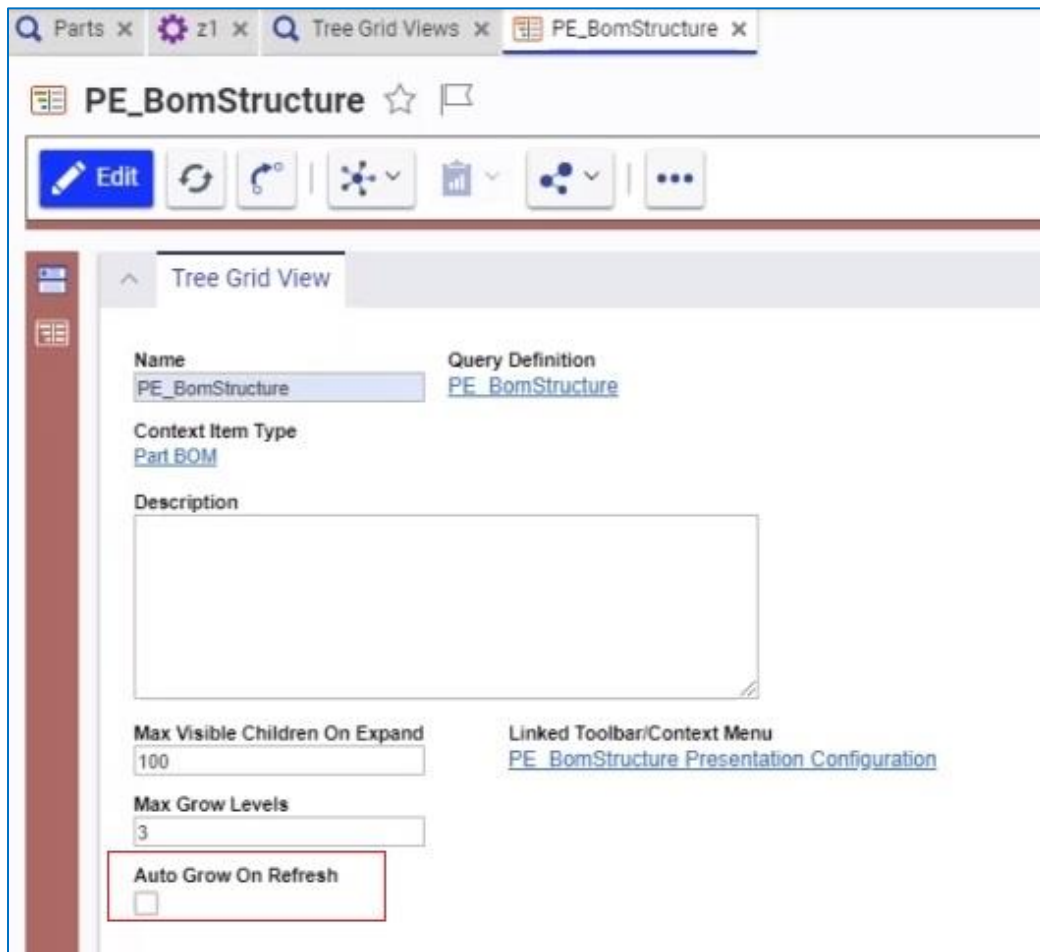 Parts
z1
Tree Grid Views
PE_BomStructure
PE_BomStructure
Edit
Tree Grid View
Name
Query Definition
PE_BomStructure
PE_BomStructure
Context Item Type
Part BOM
Description
Max Visible Children On Expand
Linked Toolbar/Context Menu
100
PE_BomStructure Presentation Configuration
Max Grow Levels
3
Auto Grow On Refresh